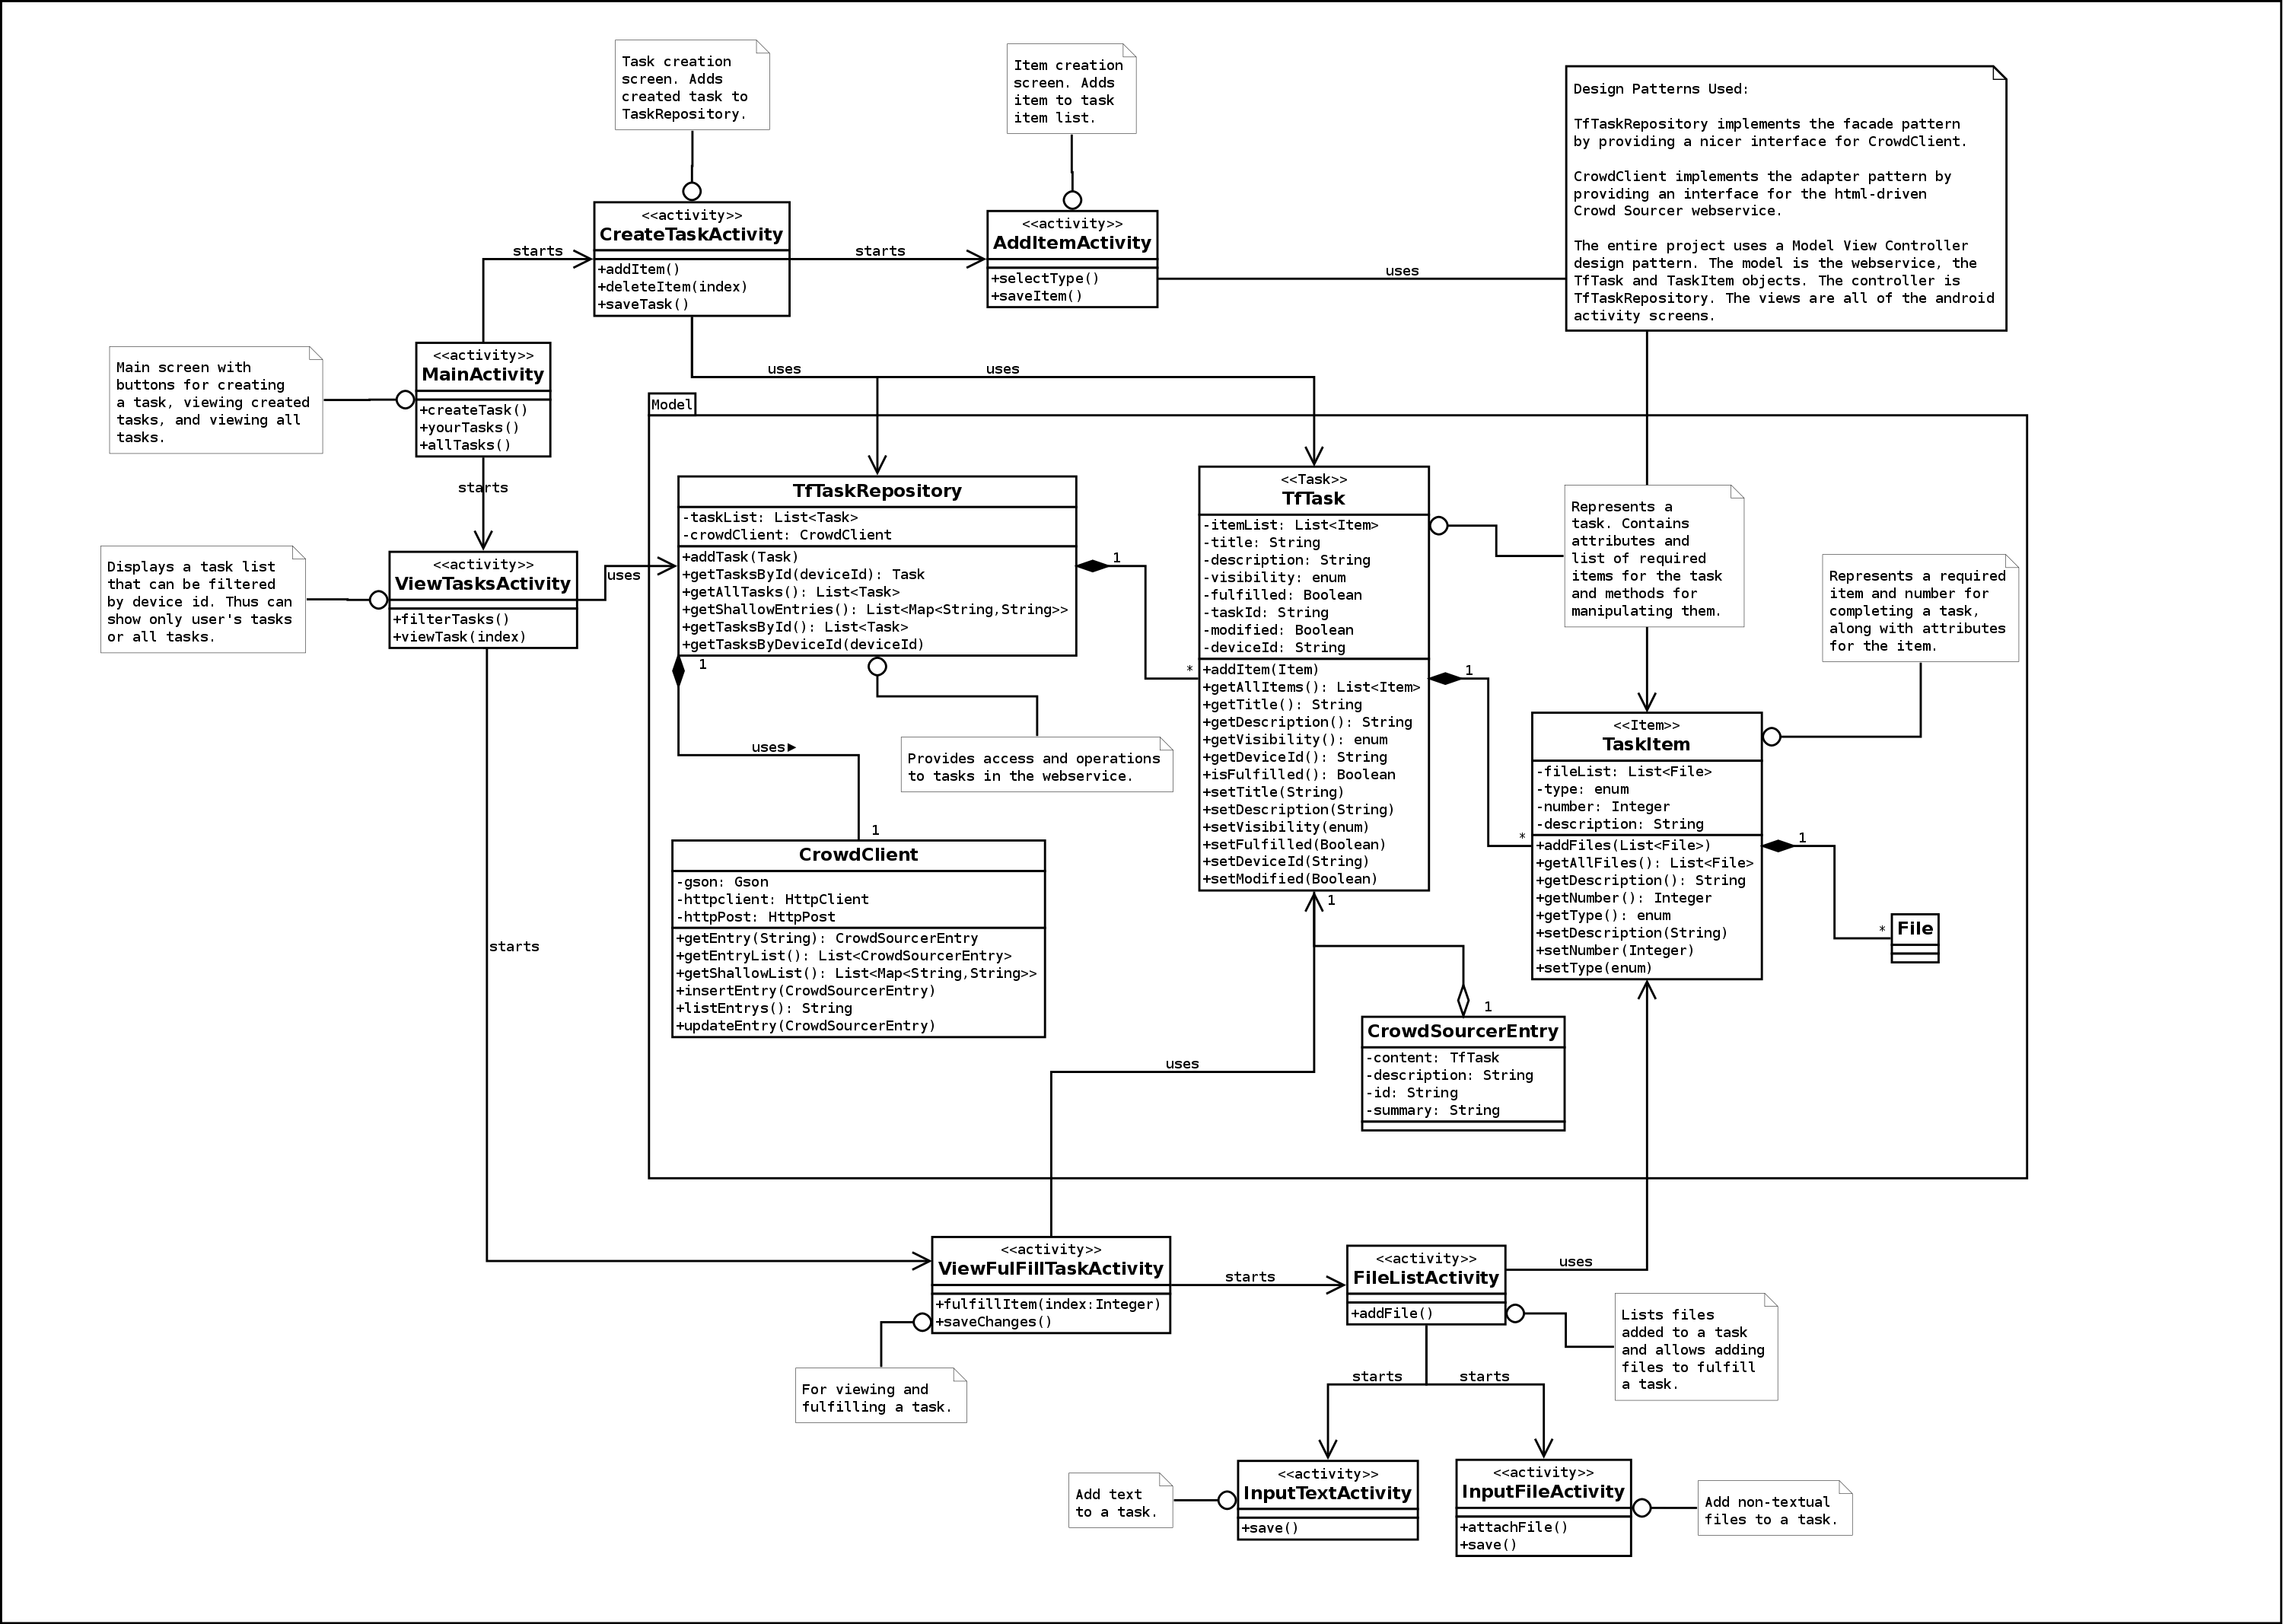 Task creation
screen. Adds
created task to
TaskRepository.
Item creation
screen. Adds
item to task
item list.
Design Patterns Used:
TfTaskRepository implements the facade pattern
by providing a nicer interface for CrowdClient.
CrowdClient implements the adapter pattern by
providing an interface for the html-driven
Crowd Sourcer webservice.
The entire project uses a Model View Controller
design pattern. The model is the webservice, the
TfTask and TaskItem objects. The controller is
TfTaskRepository. The views are all of the android
activity screens.
<<activity>>
CreateTaskActivity
+addItem()
+deleteItem(index)
+saveTask()
<<activity>>
AddItemActivity
+selectType()
+saveItem()
starts
starts
uses
Main screen with
buttons for creating
a task, viewing created
tasks, and viewing all
tasks.
<<activity>>
MainActivity
+createTask()
+yourTasks()
+allTasks()
uses
uses
Model
starts
Displays a task list
that can be filtered
by device id. Thus can
show only user's tasks
or all tasks.
<<activity>>
ViewTasksActivity
+filterTasks()
+viewTask(index)
uses
TfTaskRepository
-taskList: List<Task>
-crowdClient: CrowdClient
+addTask(Task)
+getTasksById(deviceId): Task
+getAllTasks(): List<Task>
+getShallowEntries(): List<Map<String,String>>
+getTasksById(): List<Task>
+getTasksByDeviceId(deviceId)
1
*
1
<<Task>>
TfTask
-itemList: List<Item>
-title: String
-description: String
-visibility: enum
-fulfilled: Boolean
-taskId: String
-modified: Boolean
-deviceId: String
+addItem(Item)
+getAllItems(): List<Item>
+getTitle(): String
+getDescription(): String
+getVisibility(): enum
+getDeviceId(): String
+isFulfilled(): Boolean
+setTitle(String)
+setDescription(String)
+setVisibility(enum)
+setFulfilled(Boolean)
+setDeviceId(String)
+setModified(Boolean)
Represents a
task. Contains
attributes and
list of required
items for the task
and methods for
manipulating them.
Represents a required
item and number for
completing a task,
along with attributes
for the item.
1
*
<<Item>>
TaskItem
-fileList: List<File>
-type: enum
-number: Integer
-description: String
+addFiles(List<File>)
+getAllFiles(): List<File>
+getDescription(): String
+getNumber(): Integer
+getType(): enum
+setDescription(String)
+setNumber(Integer)
+setType(enum)
1
*
File
uses►
Provides access and operations
to tasks in the webservice.
1
CrowdClient
-gson: Gson
-httpclient: HttpClient
-httpPost: HttpPost
+getEntry(String): CrowdSourcerEntry
+getEntryList(): List<CrowdSourcerEntry>
+getShallowList(): List<Map<String,String>>
+insertEntry(CrowdSourcerEntry)
+listEntrys(): String
+updateEntry(CrowdSourcerEntry)
1
1
CrowdSourcerEntry
-content: TfTask
-description: String
-id: String
-summary: String
starts
uses
<<activity>>
ViewFulFillTaskActivity
+fulfillItem(index:Integer)
+saveChanges()
starts
<<activity>>
FileListActivity
+addFile()
uses
Lists files
added to a task
and allows adding
files to fulfill
a task.
For viewing and
fulfilling a task.
starts
starts
Add text
to a task.
<<activity>>
InputTextActivity
+save()
<<activity>>
InputFileActivity
+attachFile()
+save()
Add non-textual
files to a task.